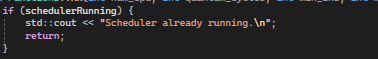 if (schedulerRunning) {
    std::cout << "Scheduler already running.\n";
    return;
}